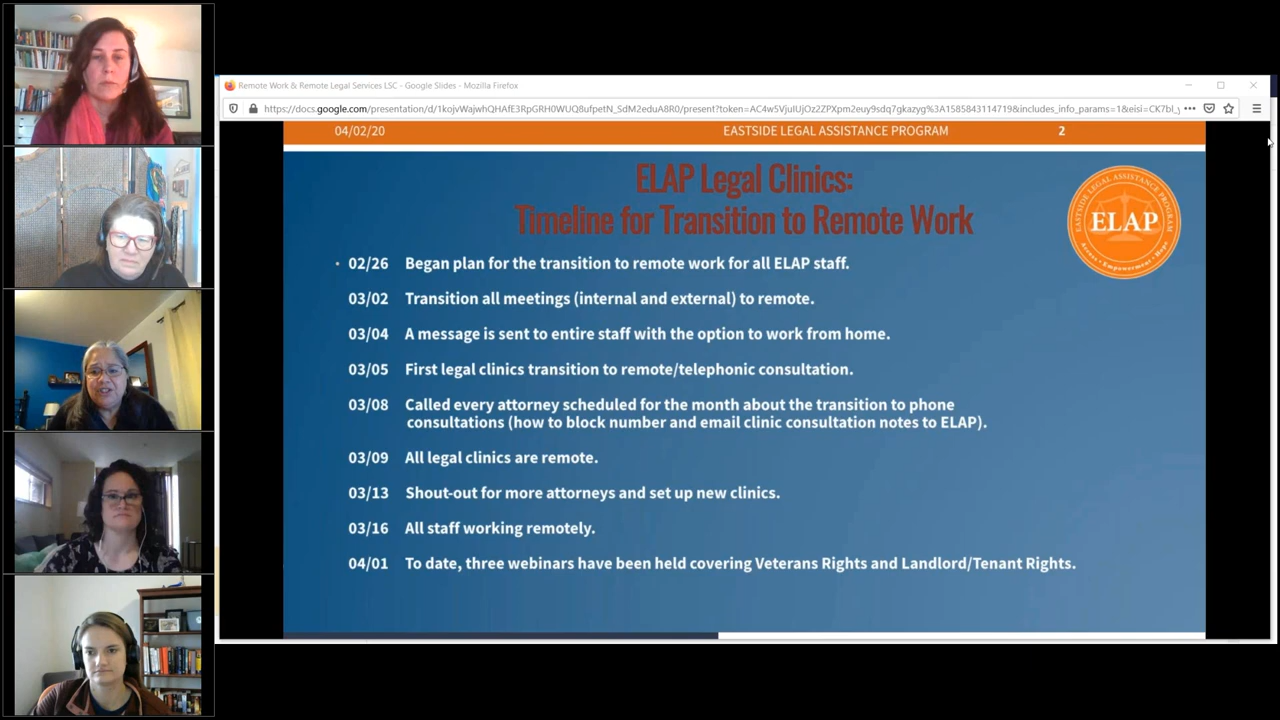 Remote Work & Remote Legal Services LSC - Google Slides - Mozilla Firefox
04/02/20 EASTSIDE LEGAL ASSISTANCE PROGRAM 2
ELAP Legal Clinics:
Timeline for Transition to Remote Work
EASTSIDE LEGAL ASSISTANCE PROGRAM
ELAP
Access • Empowerment • Hope
• 02/26 Began plan for the transition to remote work for all ELAP staff.
03/02 Transition all meetings (internal and external) to remote.
03/04 A message is sent to entire staff with the option to work from home.
03/05 First legal clinics transition to remote/telephonic consultation.
03/08 Called every attorney scheduled for the month about the transition to phone
consultations (how to block number and email clinic consultation notes to ELAP).
03/09 All legal clinics are remote.
03/13 Shout-out for more attorneys and set up new clinics.
03/16 All staff working remotely.
04/01 To date, three webinars have been held covering Veterans Rights and Landlord/Tenant Rights.